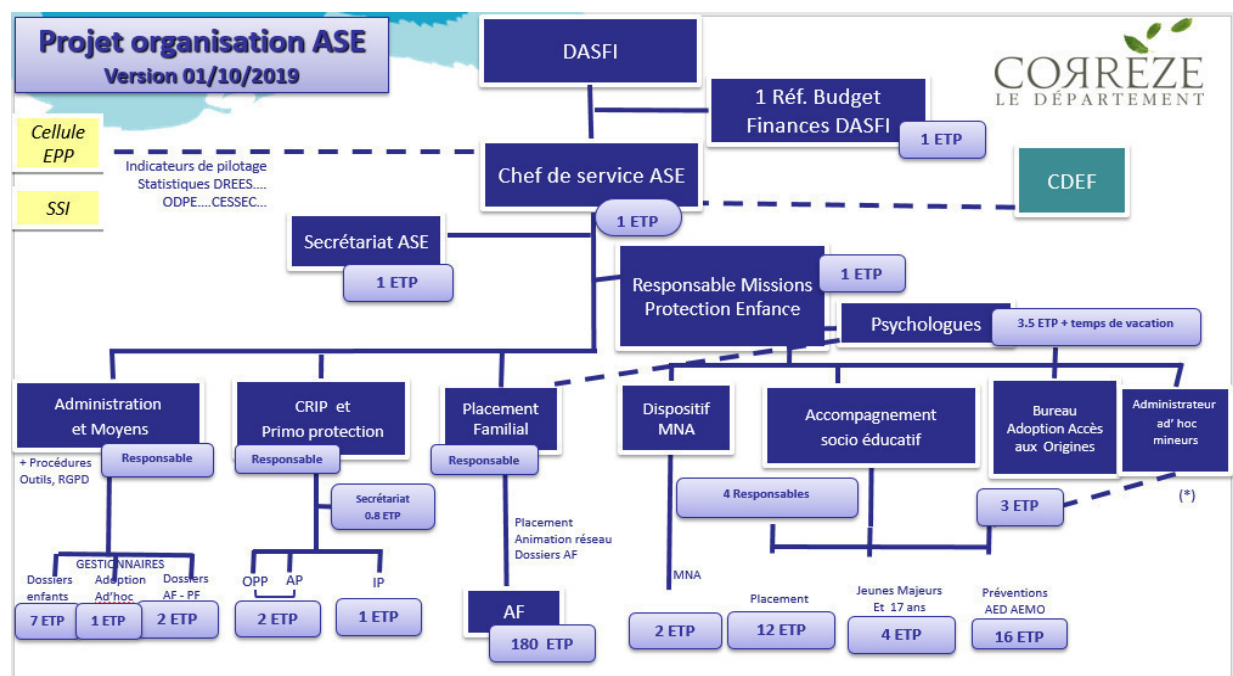 Projet organisation ASE
Version 01/10/2019
DASFI
CORRÈZE
LE DÉPARTEMENT
1 Réf. Budget
Finances DASFI
1 ETP
Cellule
EPP
SSI
Indicateurs de pilotage
Statistiques DREES....
ODPE....CESSEC...
Chef de service ASE
1 ETP
CDEF
Secrétariat ASE
1 ETP
Responsable Missions
Protection Enfance
1 ETP
Psychologues
3.5 ETP + temps de vacation
Administration
et Moyens
Responsable
+ Procédures
Outils, RGPD
CRIP et
Primo protection
Responsable
Secrétariat
0.8 ETP
Placement
Familial
Responsable
Placement
Animation réseau
Dossiers AF
Dispositif
MNA
Accompagnement
socio éducatif
4 Responsables
Bureau
Adoption Accès
aux Origines
3 ETP
Administrateur
ad' hoc
mineurs
(*)
GESTIONNAIRES
Dossiers
enfants
7 ETP
Adoption
Ad'hoc
1 ETP
Dossiers
AF - PF
2 ETP
OPP
AP
2 ETP
IP
1 ETP
AF
180 ETP
MNA
2 ETP
Placement
12 ETP
Jeunes Majeurs
Et 17 ans
4 ETP
Préventions
AED AEMO
16 ETP